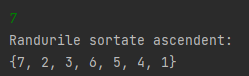 7
Randurile sortate ascendent:
{7, 2, 3, 6, 5, 4, 1}